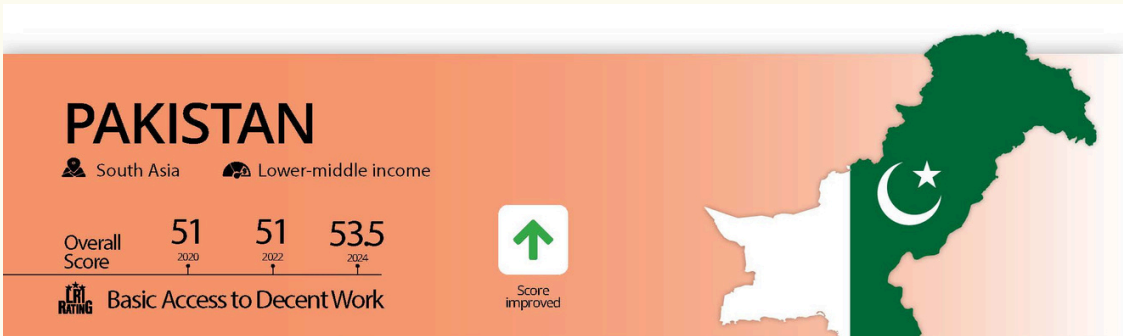 PAKISTAN
South Asia Lower-middle income
Overall Score
51 51 53.5
2020 2022 2024
LRI RATING Basic Access to Decent Work
Score
improved